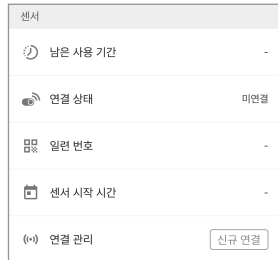 센서
남은 사용 기간 -
연결 상태 미연결
일련 번호 -
센서 시작 시간 -
연결 관리 신규 연결